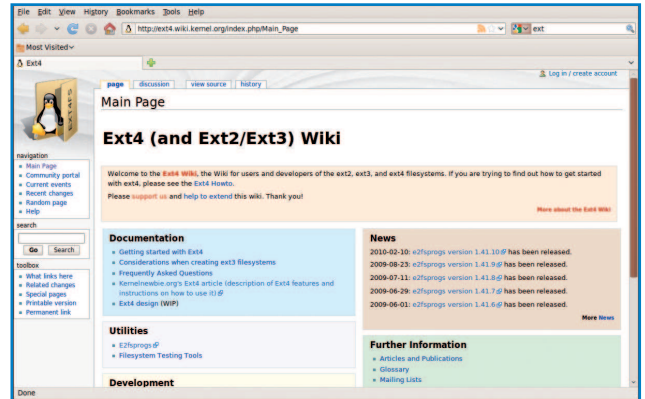 File Edit View History Bookmarks Tools Help
http://ext4.wiki.kernel.org/index.php/Main_Page
ext
Most Visited
Ext4
Log in / create account
page discussion view source history
Main Page
EXT4FS
Ext4 (and Ext2/Ext3) Wiki
Welcome to the Ext4 Wiki, the Wiki for users and developers of the ext2, ext3, and ext4 filesystems. If you are trying to find out how to get started
with ext4, please see the Ext4 Howto.
Please support us and help to extend this wiki. Thank you!
More about the Ext4 Wiki
navigation
Main Page
Community portal
Current events
Recent changes
Random page
Help
search
Go Search
toolbox
What links here
Related changes
Special pages
Printable version
Permanent link
Documentation
Getting started with Ext4
Considerations when creating ext3 filesystems
Frequently Asked Questions
Kernelnewbie.org's Ext4 article (description of Ext4 features and
instructions on how to use it)
Ext4 design (WIP)
Utilities
E2fsprogs
Filesystem Testing Tools
Development
News
2010-02-10: e2fsprogs version 1.41.10 has been released.
2009-08-23: e2fsprogs version 1.41.9 has been released.
2009-07-11: e2fsprogs version 1.41.8 has been released.
2009-06-29: e2fsprogs version 1.41.7 has been released.
2009-06-01: e2fsprogs version 1.41.6 has been released.
More News
Further Information
Articles and Publications
Glossary
Mailing Lists
Done